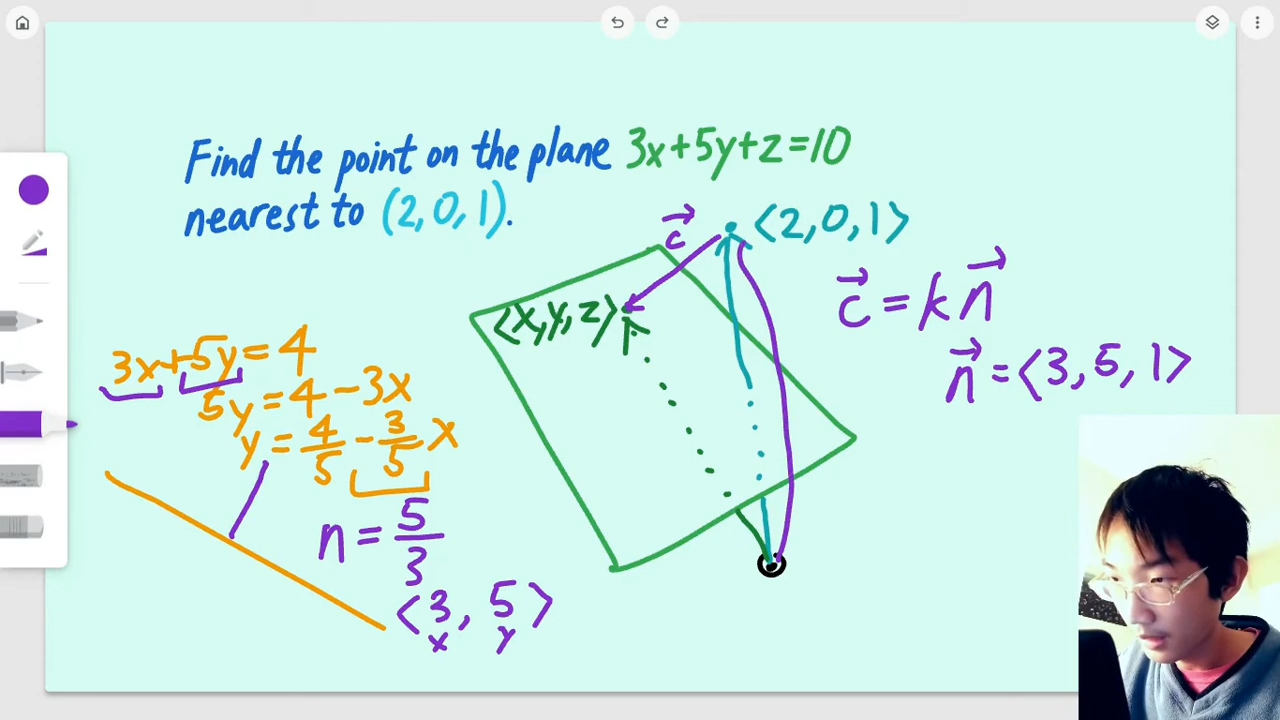 Find the point on the plane 3x+5y+z=10
nearest to (2,0,1).
c⃗
<2,0,1>
<x,y,z>
c⃗ = k n⃗
n⃗ = <3,5,1>
3x+5y=4
5y=4-3x
y=4/5-3/5x
n=5/3
<3, 5>
x y